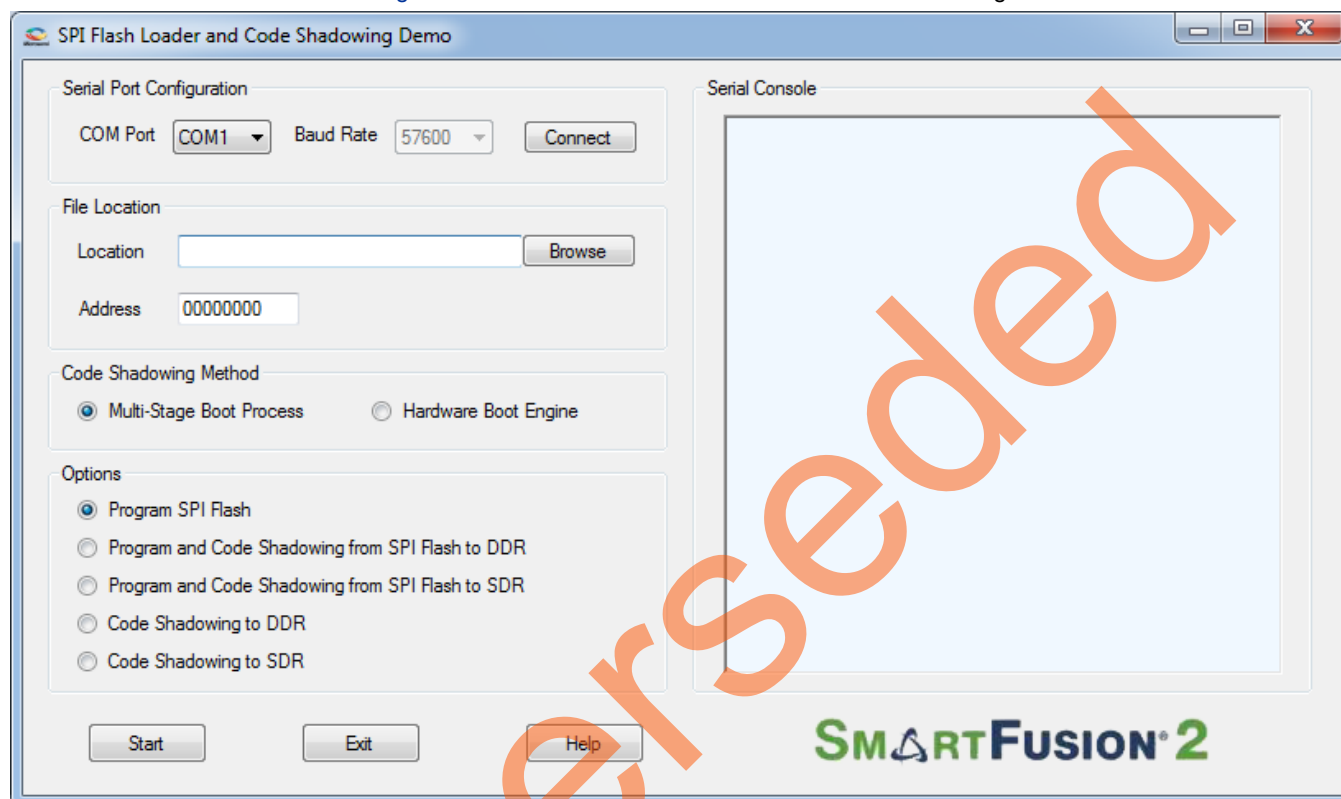 SPI Flash Loader and Code Shadowing Demo
Serial Port Configuration
COM Port COM1 Baud Rate 57600 Connect
File Location
Location Browse
Address 00000000
Code Shadowing Method
Multi-Stage Boot Process Hardware Boot Engine
Options
Program SPI Flash
Program and Code Shadowing from SPI Flash to DDR
Program and Code Shadowing from SPI Flash to SDR
Code Shadowing to DDR
Code Shadowing to SDR
Start Exit Help
Serial Console
SMARTFUSION® 2
erseded